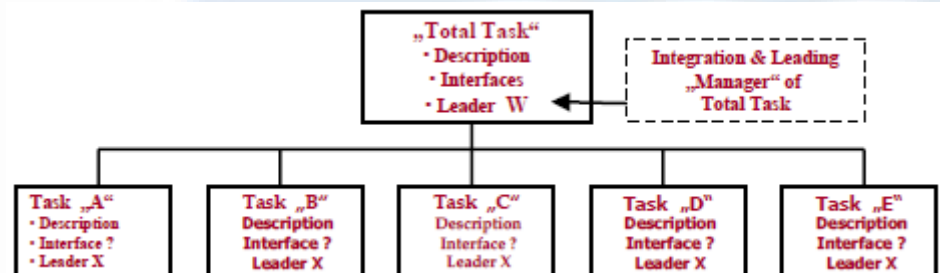 „Total Task“
• Description
• Interfaces
• Leader W
Integration & Leading
„Manager“ of
Total Task
Task „A“
• Description
• Interface ?
• Leader X
Task „B“
Description
Interface ?
Leader X
Task „C“
Description
Interface ?
Leader X
Task „D“
Description
Interface ?
Leader X
Task „E“
Description
Interface ?
Leader X